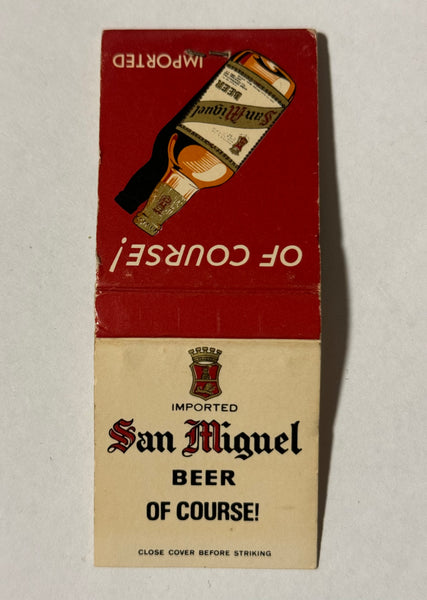 IMPORTED
San Miguel
BEER
OF COURSE!
IMPORTED
San Miguel
BEER
OF COURSE!
CLOSE COVER BEFORE STRIKING